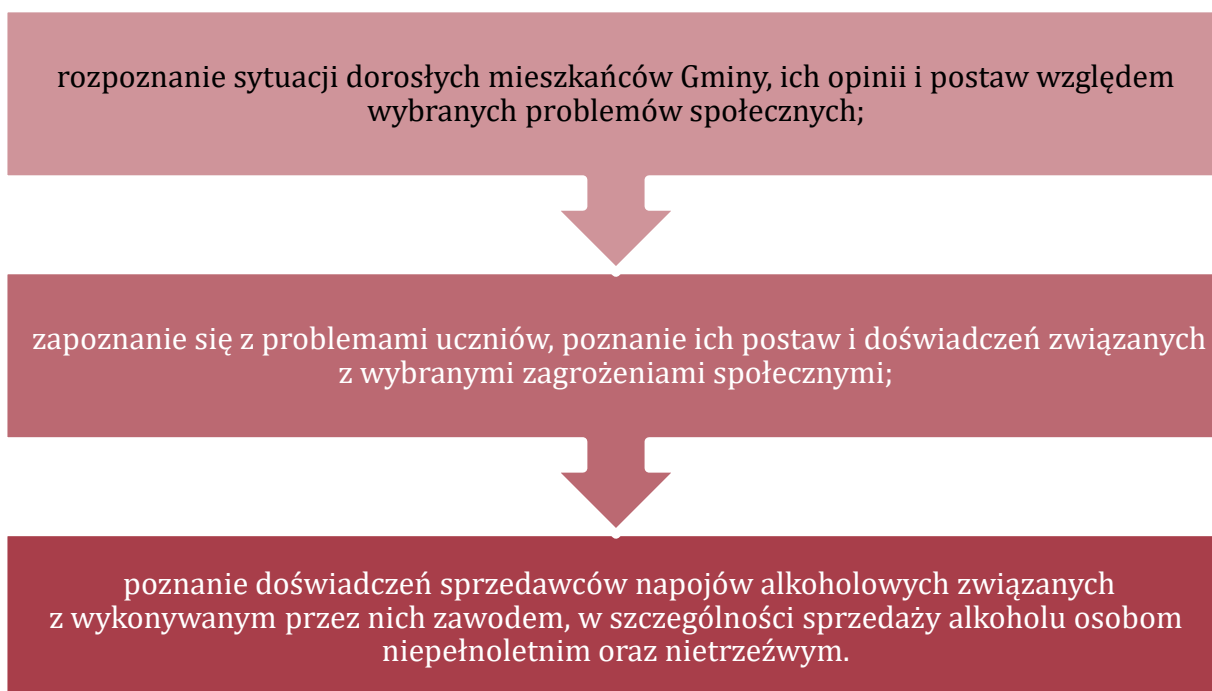 rozpoznanie sytuacji dorosłych mieszkańców Gminy, ich opinii i postaw względem
wybranych problemów społecznych;
zapoznanie się z problemami uczniów, poznanie ich postaw i doświadczeń związanych
z wybranymi zagrożeniami społecznymi;
poznanie doświadczeń sprzedawców napojów alkoholowych związanych
z wykonywanym przez nich zawodem, w szczególności sprzedaży alkoholu osobom
niepełnoletnim oraz nietrzeźwym.